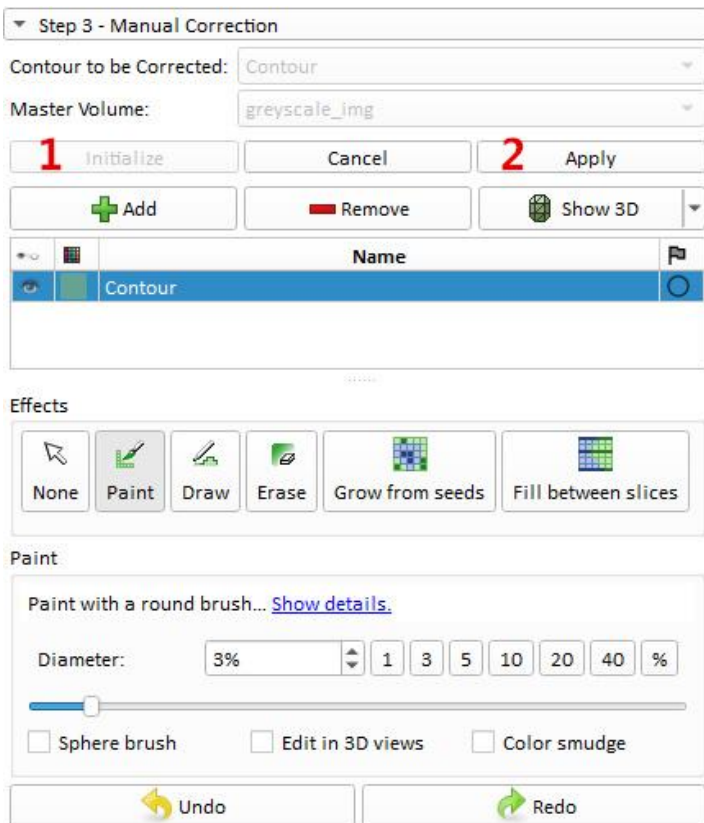 Step 3 - Manual Correction
Contour to be Corrected: Contour
Master Volume: greyscale_img
1 Initialize Cancel 2 Apply
Add Remove Show 3D
Name
Contour
Effects
None Paint Draw Erase Grow from seeds Fill between slices
Paint
Paint with a round brush... Show details.
Diameter: 3% 1 3 5 10 20 40 %
Sphere brush Edit in 3D views Color smudge
Undo Redo